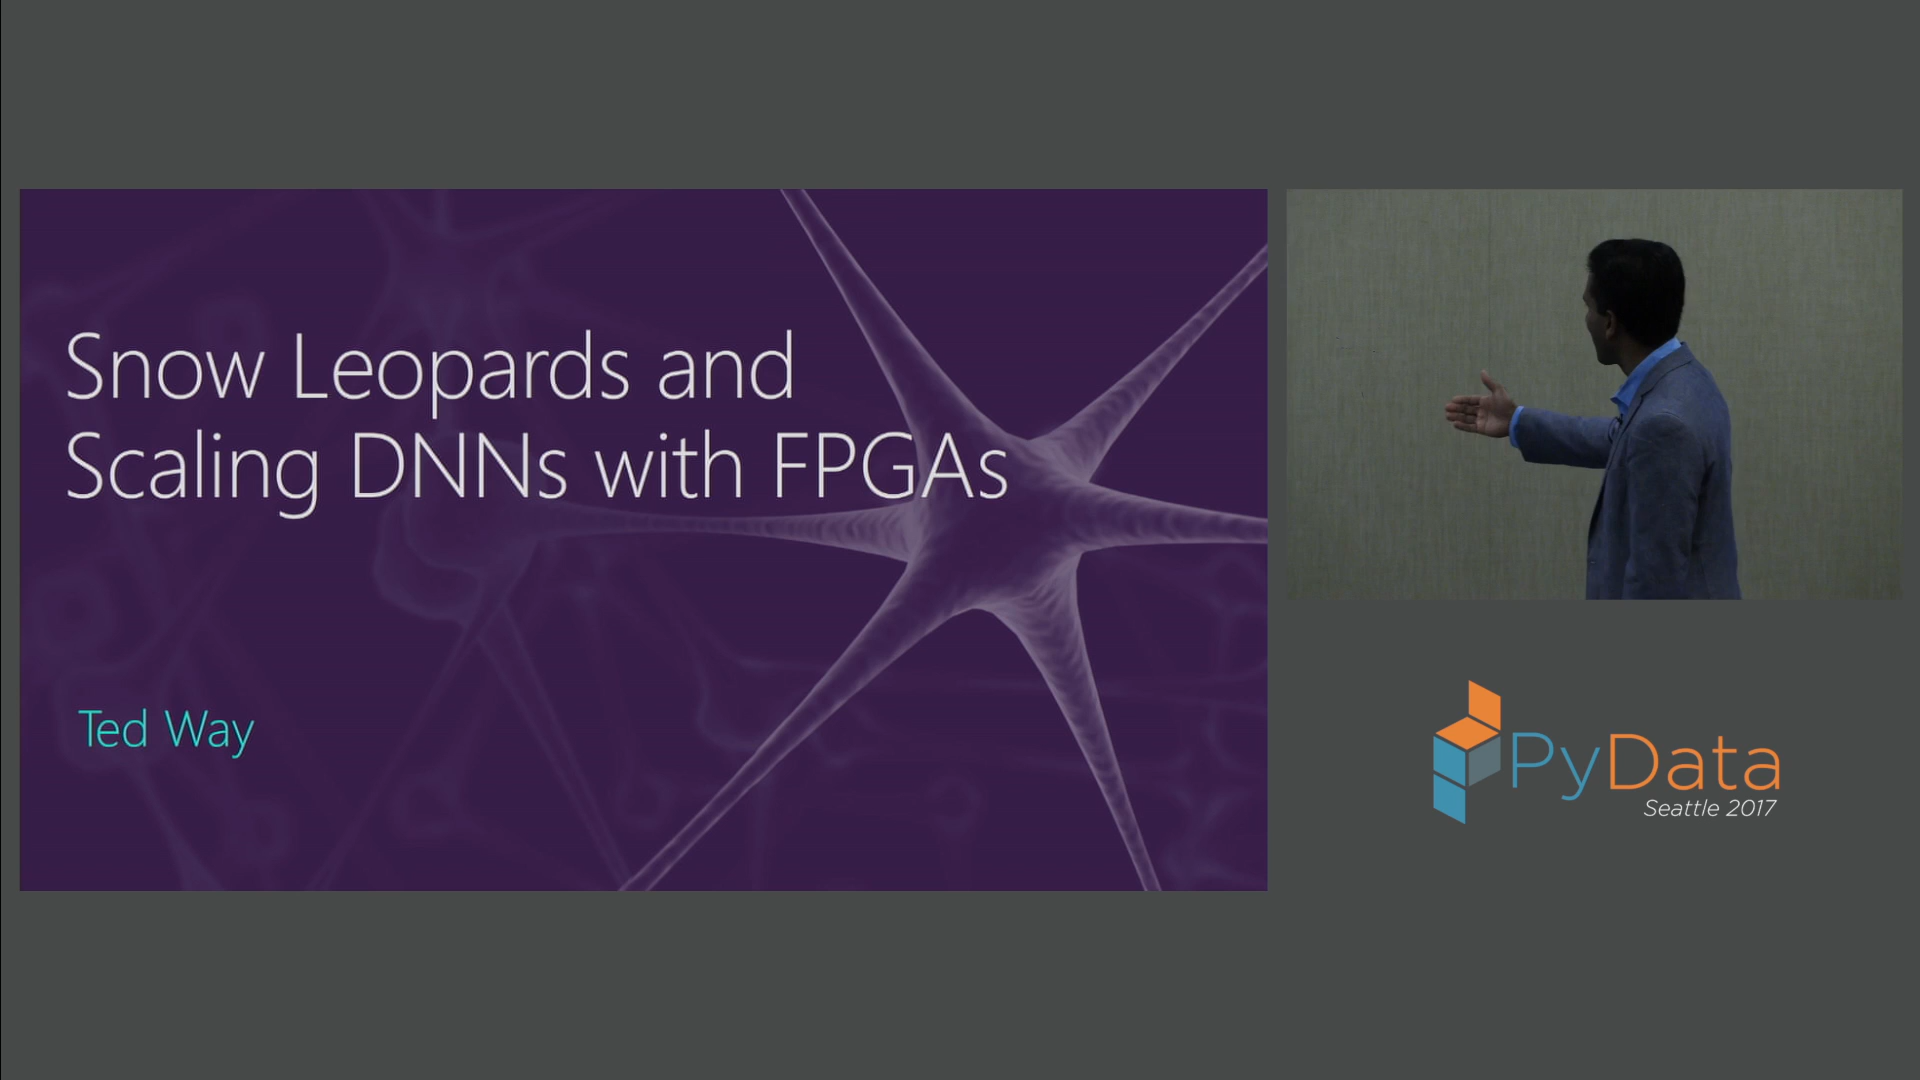 Snow Leopards and
Scaling DNNs with FPGAs
Ted Way
PyData
Seattle 2017